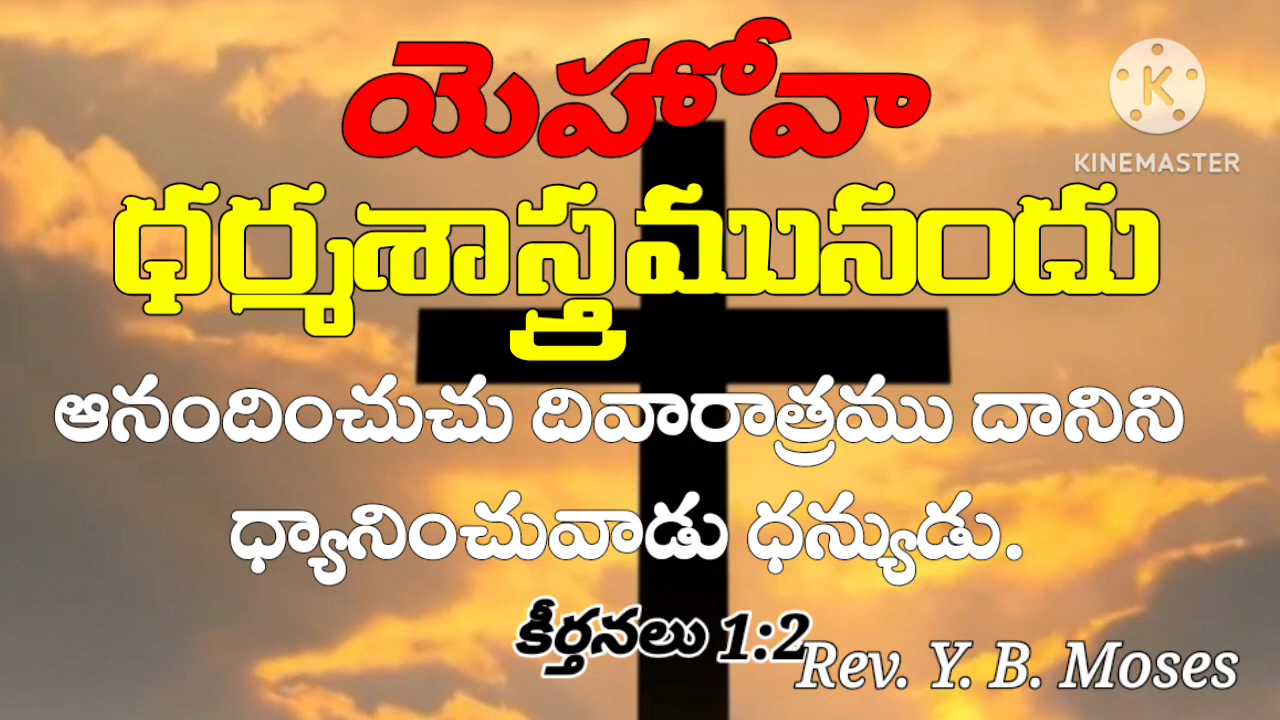 యెహోవా
K
KINEMASTER
ధర్మశాస్త్రమునందు
ఆనందించుచు దివారాత్రము దానిని
ధ్యానించువాడు ధన్యుడు.
కీర్తనలు 1:2
Rev. Y. B. Moses